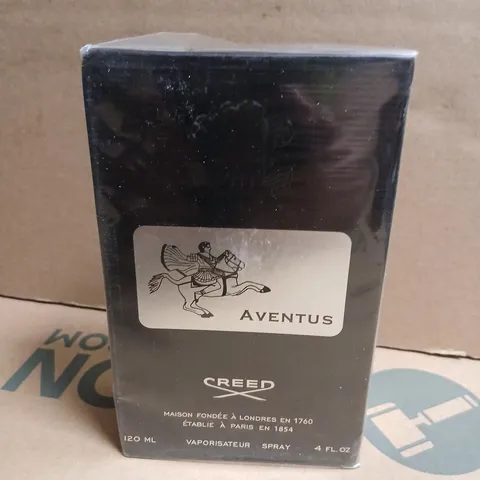 AVENTUS
CREED
MAISON FONDÉE À LONDRES EN 1760
ÉTABLIE À PARIS EN 1854
120 ML VAPORISATEUR SPRAY 4 FL.OZ